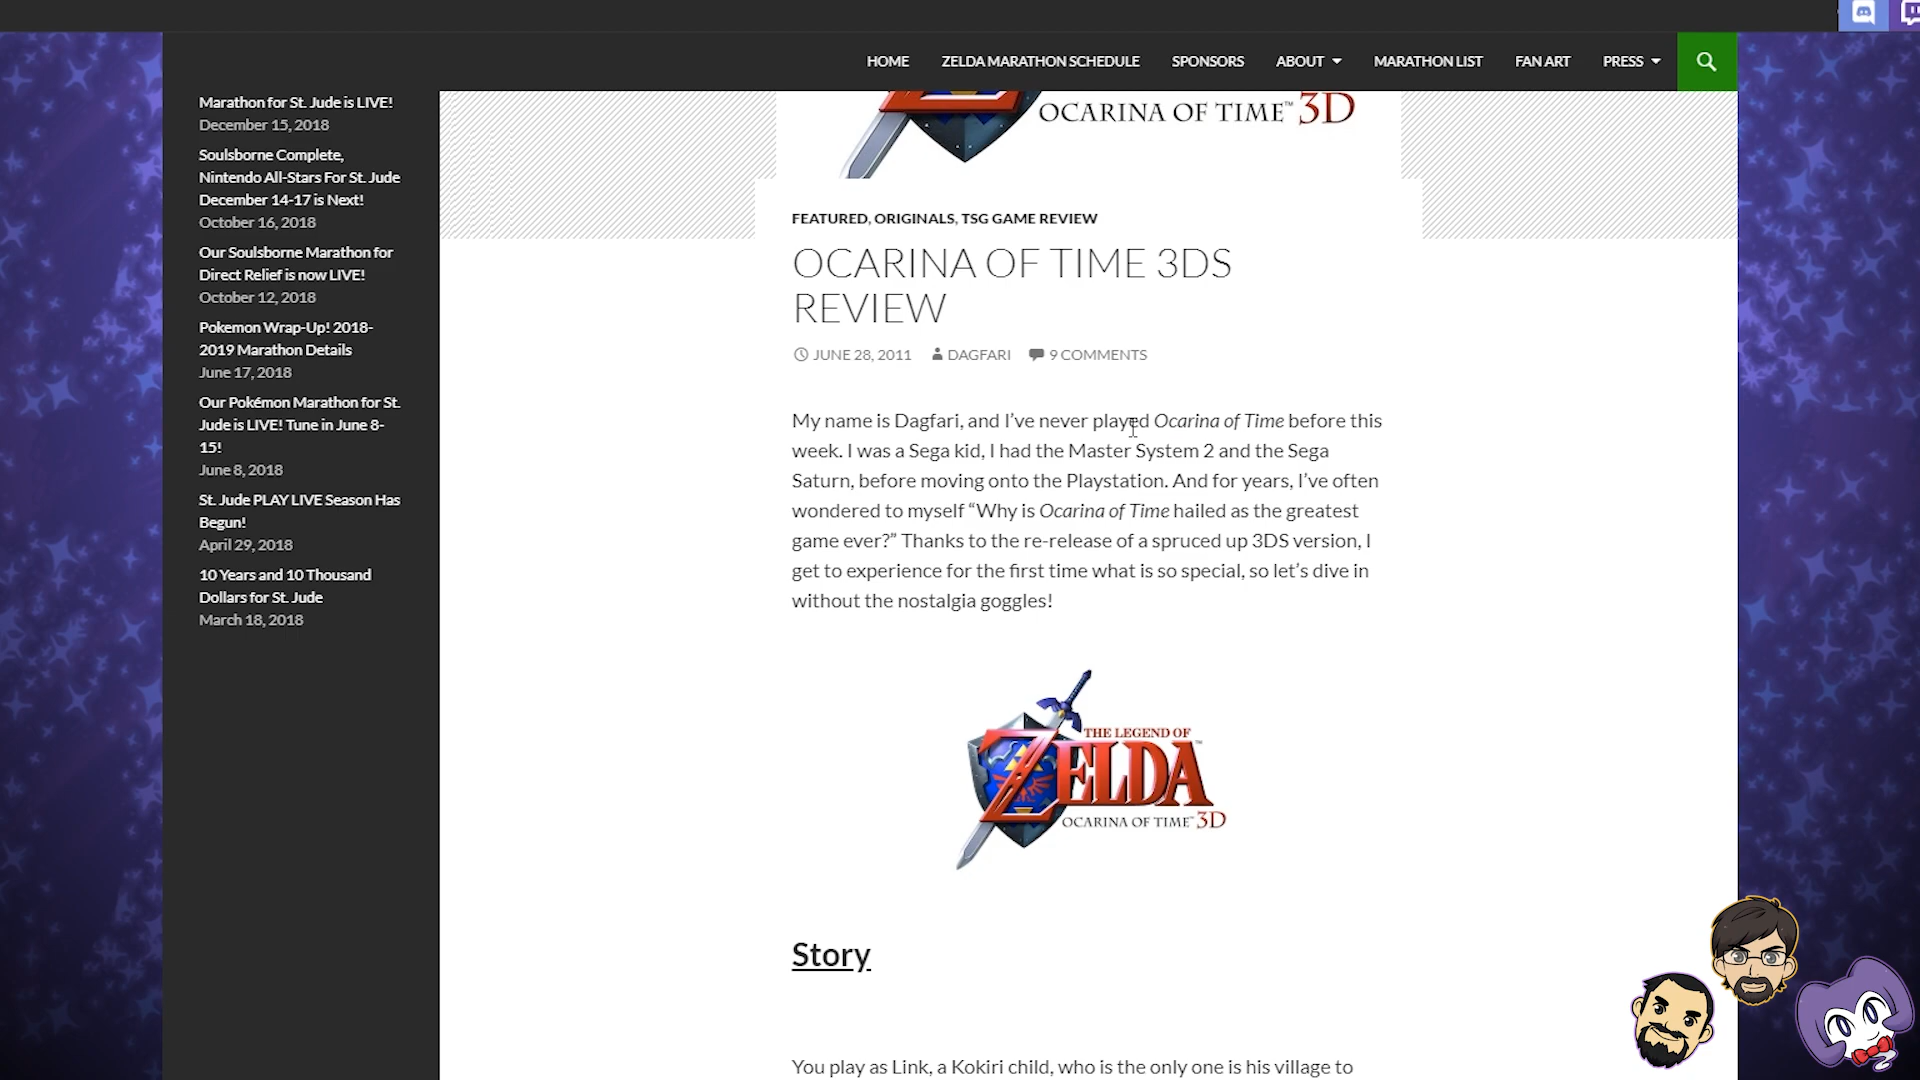 HOME ZELDA MARATHON SCHEDULE SPONSORS ABOUT MARATHON LIST FAN ART PRESS
Marathon for St. Jude is LIVE!
December 15, 2018
Soulsborne Complete,
Nintendo All-Stars For St. Jude
December 14-17 is Next!
October 16, 2018
Our Soulsborne Marathon for
Direct Relief is now LIVE!
October 12, 2018
Pokemon Wrap-Up! 2018-
2019 Marathon Details
June 17, 2018
Our Pokémon Marathon for St.
Jude is LIVE! Tune in June 8-
15!
June 8, 2018
St. Jude PLAY LIVE Season Has
Begun!
April 29, 2018
10 Years and 10 Thousand
Dollars for St. Jude
March 18, 2018
OCARINA OF TIME™ 3D
FEATURED, ORIGINALS, TSG GAME REVIEW
OCARINA OF TIME 3DS
REVIEW
JUNE 28, 2011 DAGFARI 9 COMMENTS
My name is Dagfari, and I've never played Ocarina of Time before this
week. I was a Sega kid, I had the Master System 2 and the Sega
Saturn, before moving onto the Playstation. And for years, I've often
wondered to myself “Why is Ocarina of Time hailed as the greatest
game ever?” Thanks to the re-release of a spruced up 3DS version, I
get to experience for the first time what is so special, so let's dive in
without the nostalgia goggles!
THE LEGEND OF
ZELDA™
OCARINA OF TIME™ 3D
Story
You play as Link, a Kokiri child, who is the only one is his village to